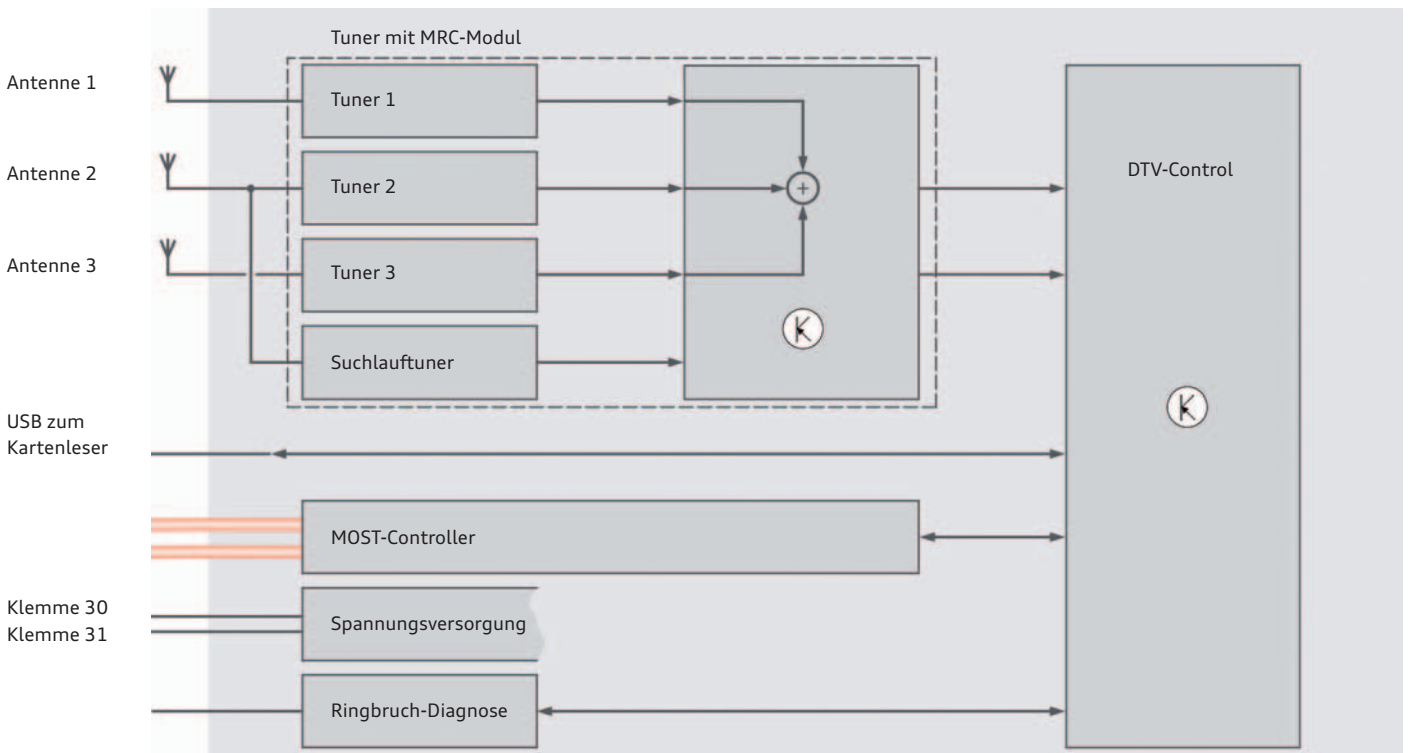 Tuner mit MRC-Modul
Antenne 1
Tuner 1
Antenne 2
Tuner 2
DTV-Control
Antenne 3
Tuner 3
Suchlauftuner
USB zum
Kartenleser
MOST-Controller
Klemme 30
Klemme 31
Spannungsversorgung
Ringbruch-Diagnose